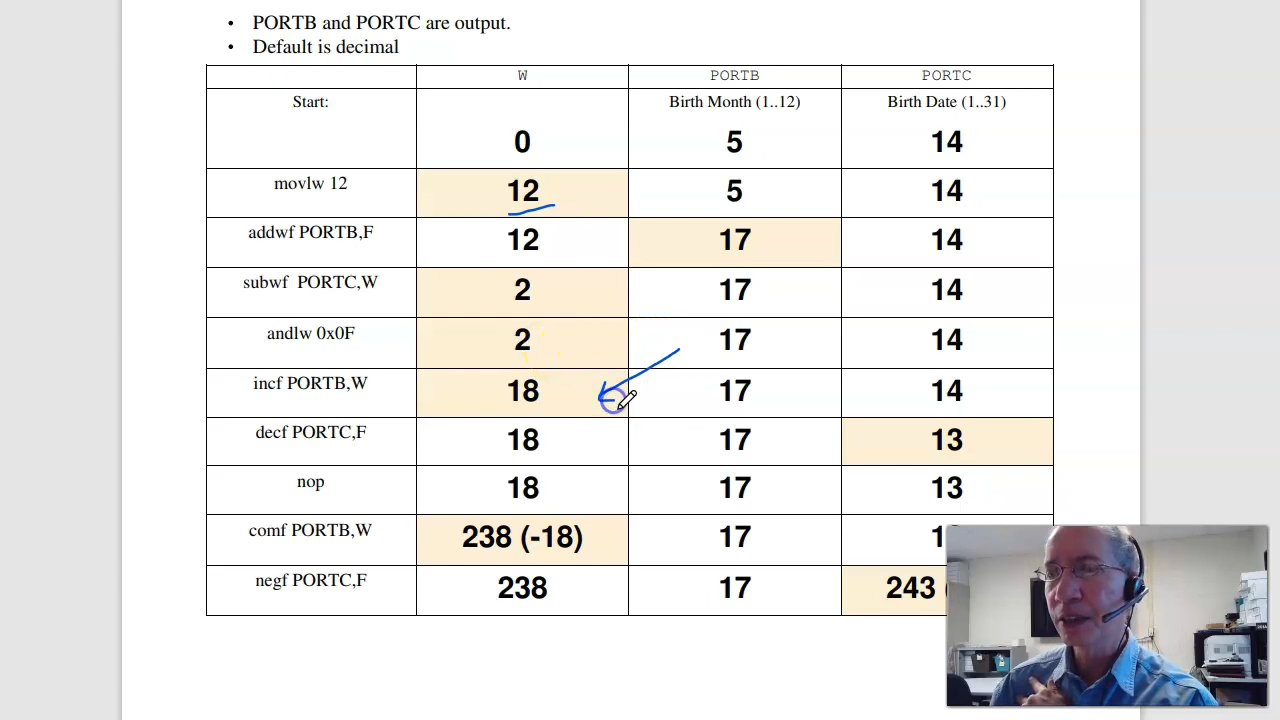 • PORTB and PORTC are output.
• Default is decimal
W PORTB PORTC
Start: Birth Month (1..12) Birth Date (1..31)
0 5 14
movlw 12 12 5 14
addwf PORTB,F 12 17 14
subwf PORTC,W 2 17 14
andlw 0x0F 2 17 14
incf PORTB,W 18 17 14
decf PORTC,F 18 17 13
nop 18 17 13
comf PORTB,W 238 (-18) 17
negf PORTC,F 238 17 243